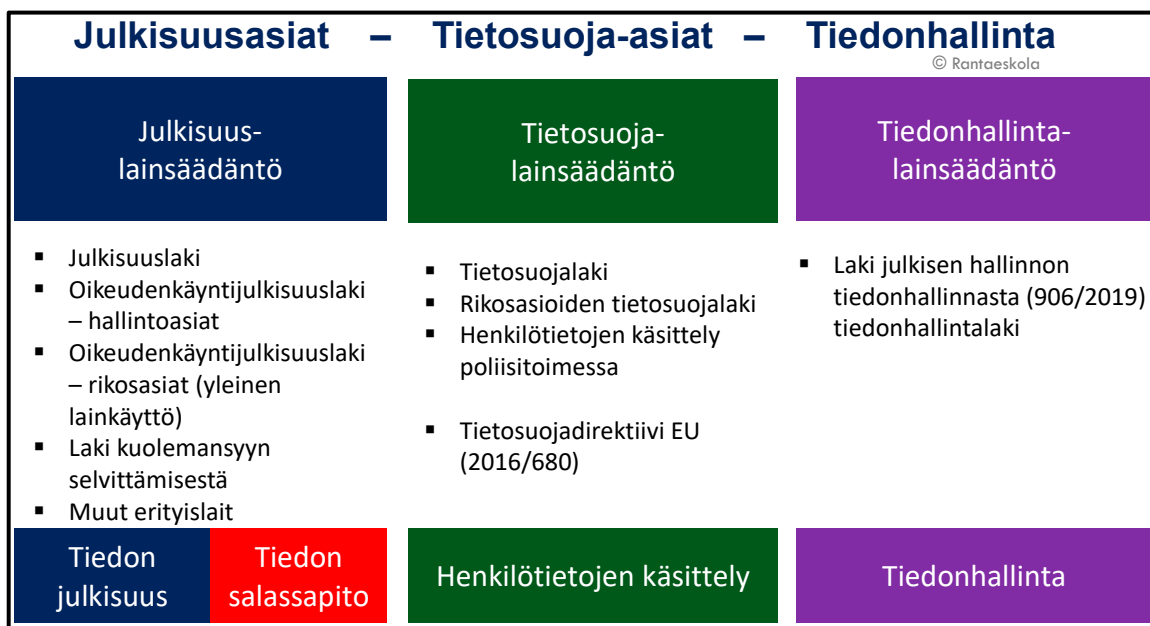 Julkisuusasiat – Tietosuoja-asiat – Tiedonhallinta
© Rantaeskola
Julkisuus-
lainsäädäntö
Tietosuoja-
lainsäädäntö
Tiedonhallinta-
lainsäädäntö
▪ Julkisuuslaki
▪ Oikeudenkäyntijulkisuuslaki
– hallintoasiat
▪ Oikeudenkäyntijulkisuuslaki
– rikosasiat (yleinen
lainkäyttö)
▪ Laki kuolemansyyn
selvittämisestä
▪ Muut erityislait
▪ Tietosuojalaki
▪ Rikosasioiden tietosuojalaki
▪ Henkilötietojen käsittely
poliisitoimessa
▪ Tietosuojadirektiivi EU
(2016/680)
▪ Laki julkisen hallinnon
tiedonhallinnasta (906/2019)
tiedonhallintalaki
Tiedon
julkisuus
Tiedon
salassapito
Henkilötietojen käsittely
Tiedonhallinta